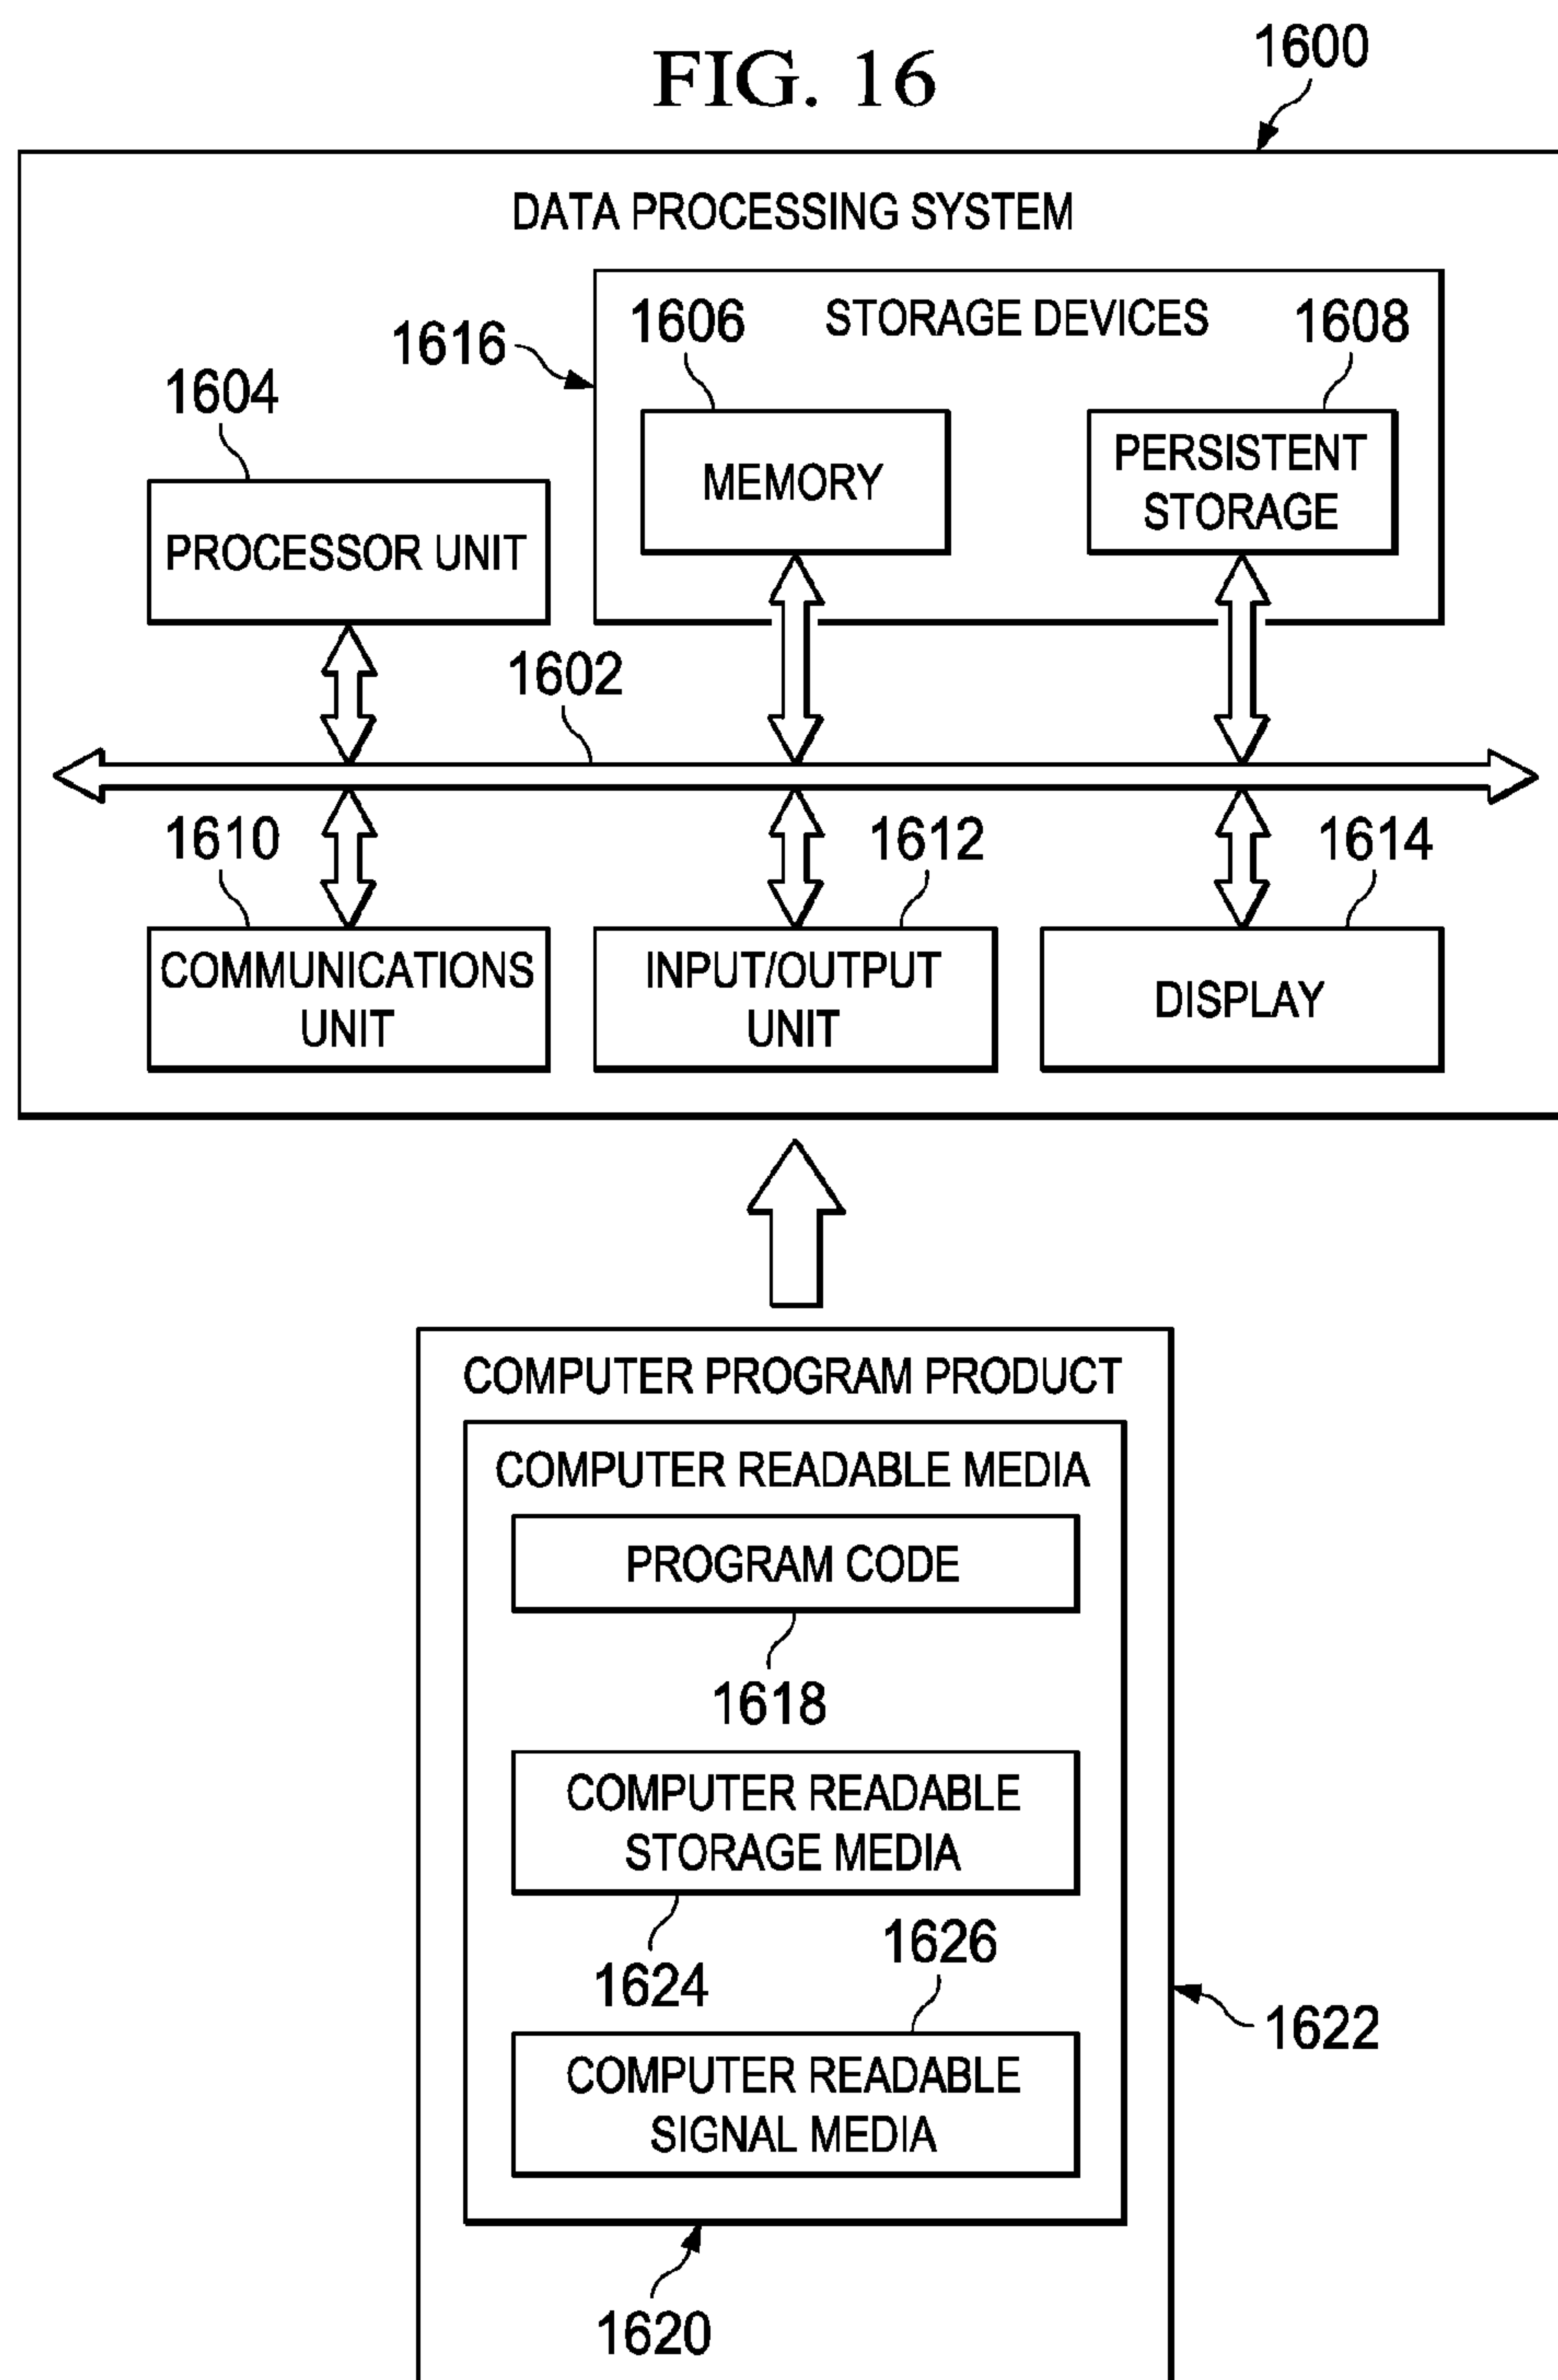 FIG. 16
1600
DATA PROCESSING SYSTEM
1616
1606
STORAGE DEVICES
1608
1604
MEMORY
PERSISTENT
STORAGE
PROCESSOR UNIT
1602
1610
1612
1614
COMMUNICATIONS
UNIT
INPUT/OUTPUT
UNIT
DISPLAY
COMPUTER PROGRAM PRODUCT
COMPUTER READABLE MEDIA
PROGRAM CODE
1618
COMPUTER READABLE
STORAGE MEDIA
1624
1626
COMPUTER READABLE
SIGNAL MEDIA
1622
1620